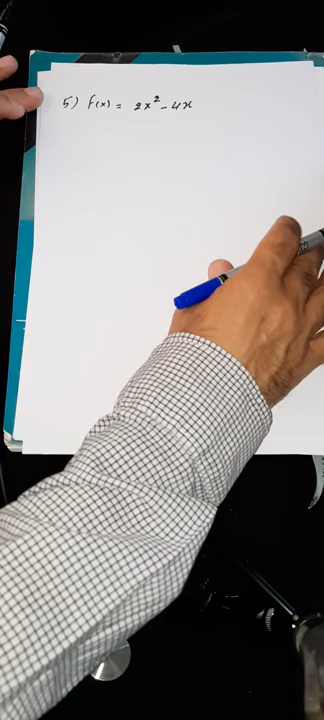 5) f(x) = 2x² - 4x